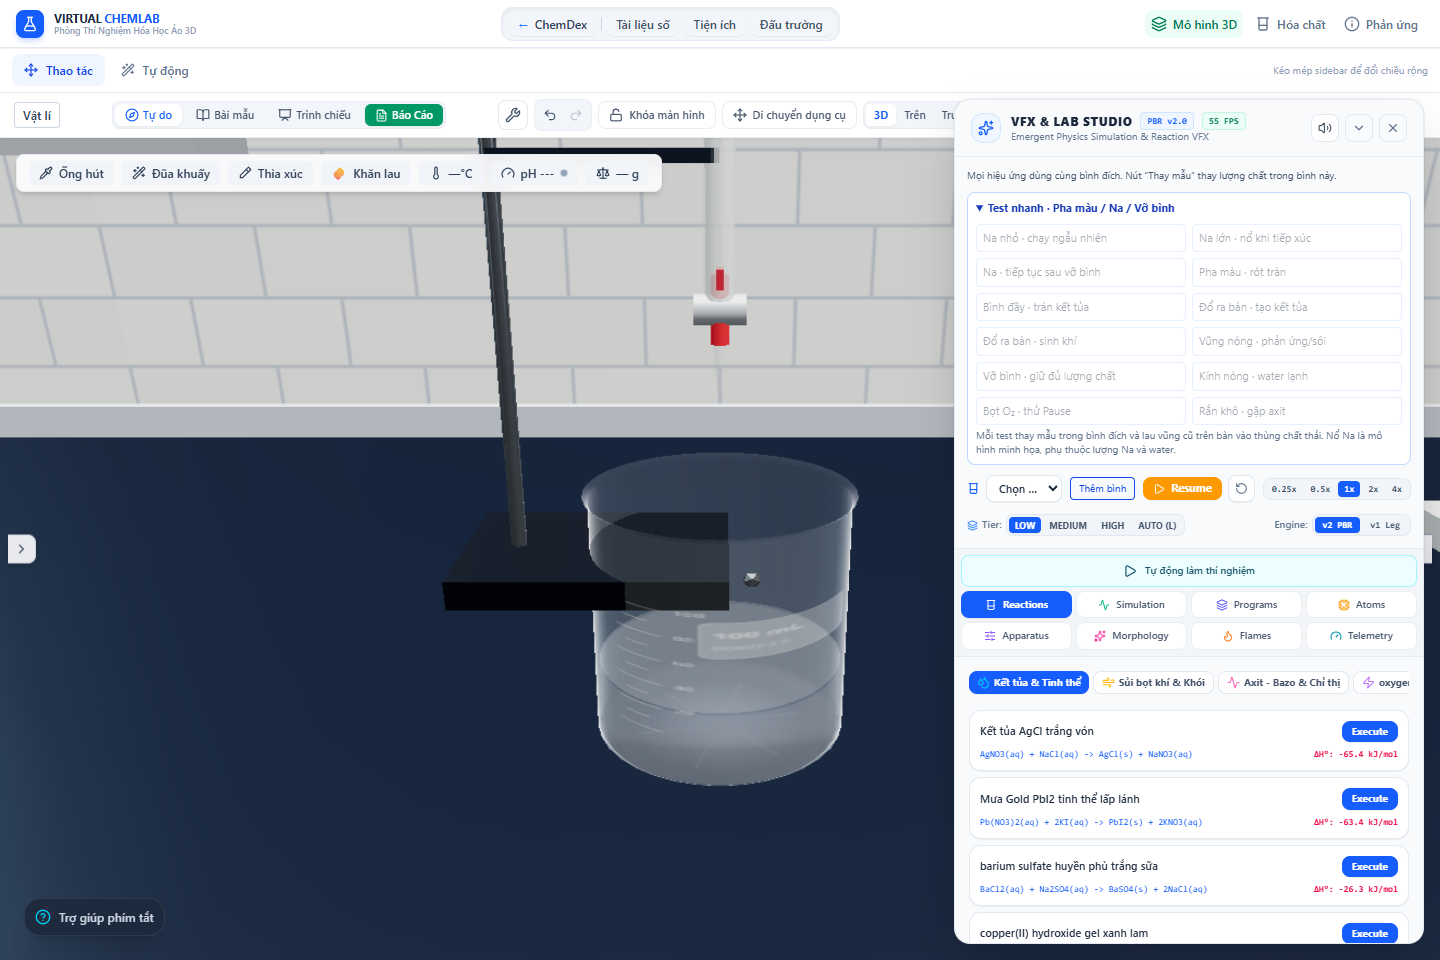 VIRTUAL CHEMLAB
Phòng Thí Nghiệm Hóa Học Ảo 3D
← ChemDex
Tài liệu số
Tiện ích
Đấu trường
Mô hình 3D
Hóa chất
Phản ứng
Thao tác
Tự động
Kéo mép sidebar để đổi chiều rộng
Vật lí
Tự do
Bài mẫu
Trình chiếu
Báo Cáo
Khóa màn hình
Di chuyển dụng cụ
3D
Trên
Ống hút
Đũa khuấy
Thìa xúc
Khăn lau
—°C
pH ---
— g
100 mL
Trợ giúp phím tắt
VFX & LAB STUDIO
PBR v2.0
55 FPS
Emergent Physics Simulation & Reaction VFX
Mọi hiệu ứng dùng cùng bình đích. Nút "Thay mẫu" thay lượng chất trong bình này.
▼ Test nhanh · Pha màu / Na / Vỡ bình
Na nhỏ · chạy ngẫu nhiên
Na lớn · nổ khi tiếp xúc
Na · tiếp tục sau vỡ bình
Pha màu · rót tràn
Bình đầy · tràn kết tủa
Đổ ra bàn · tạo kết tủa
Đổ ra bàn · sinh khí
Vũng nóng · phản ứng/sôi
Vỡ bình · giữ đủ lượng chất
Kính nóng · water lạnh
Bọt O₂ · thử Pause
Rắn khô · gặp axit
Mỗi test thay mẫu trong bình đích và lau vũng cũ trên bàn vào thùng chất thải. Nổ Na là mô
hình minh họa, phụ thuộc lượng Na và water.
Chọn ...
Thêm bình
Resume
0.25x 0.5x 1x 2x 4x
Tier: LOW MEDIUM HIGH AUTO (L)
Engine: v2 PBR v1 Leg
Tự động làm thí nghiệm
Reactions
Simulation
Programs
Atoms
Apparatus
Morphology
Flames
Telemetry
Kết tủa & Tinh thể
Sủi bọt khí & Khói
Axit - Bazo & Chỉ thị
Kết tủa AgCl trắng vón
Execute
AgNO3(aq) + NaCl(aq) -> AgCl(s) + NaNO3(aq)
ΔH°: -65.4 kJ/mol
Mưa Gold PbI2 tinh thể lấp lánh
Execute
Pb(NO3)2(aq) + 2KI(aq) -> PbI2(s) + 2KNO3(aq)
ΔH°: -63.4 kJ/mol
barium sulfate huyền phù trắng sữa
Execute
BaCl2(aq) + Na2SO4(aq) -> BaSO4(s) + 2NaCl(aq)
ΔH°: -26.3 kJ/mol
copper(II) hydroxide gel xanh lam
Execute